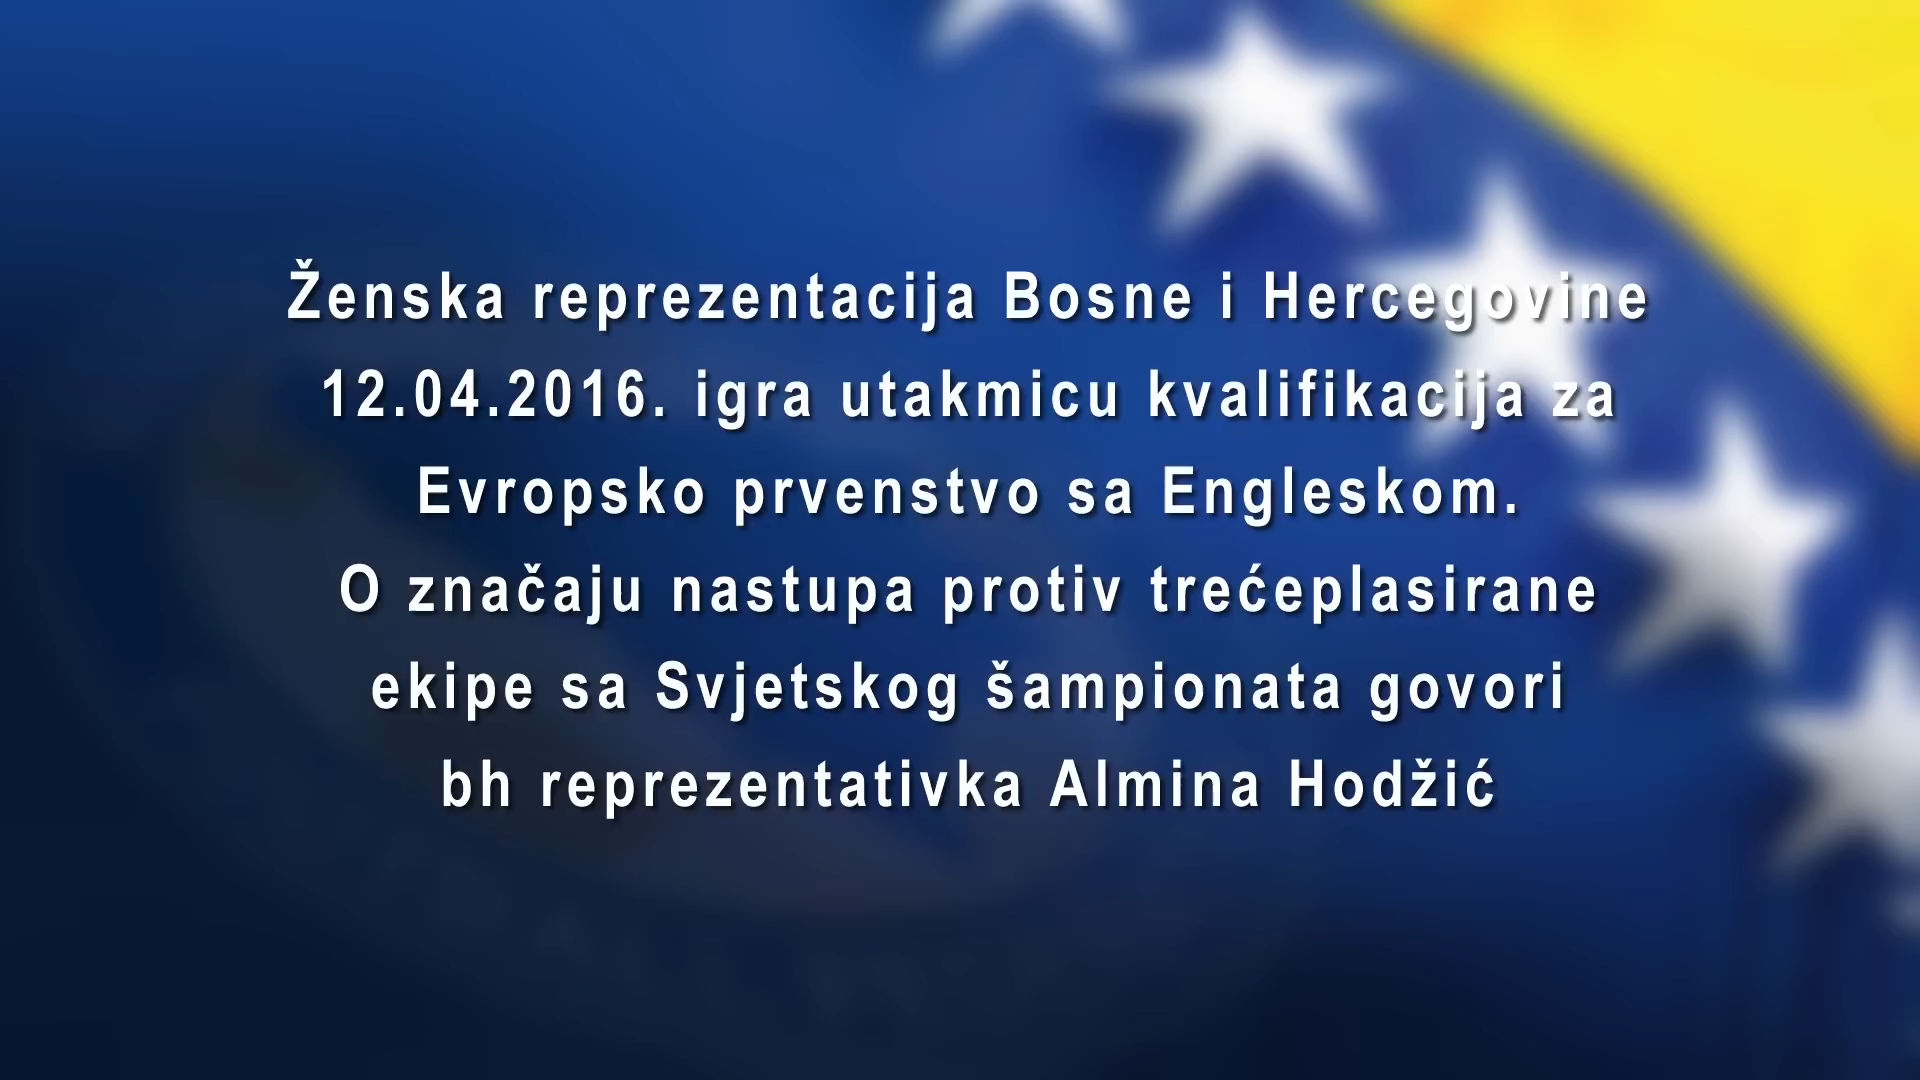 Ženska reprezentacija Bosne i Hercegovine
12.04.2016. igra utakmicu kvalifikacija za
Evropsko prvenstvo sa Engleskom.
O značaju nastupa protiv trećeplasirane
ekipe sa Svjetskog šampionata govori
bh reprezentativka Almina Hodžić